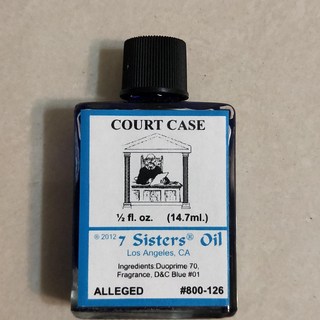 COURT CASE
½ fl. oz. (14.7ml.)
® 2012 7 Sisters® Oil
Los Angeles, CA
Ingredients:Duoprime 70,
Fragrance, D&C Blue #01
ALLEGED #800-126